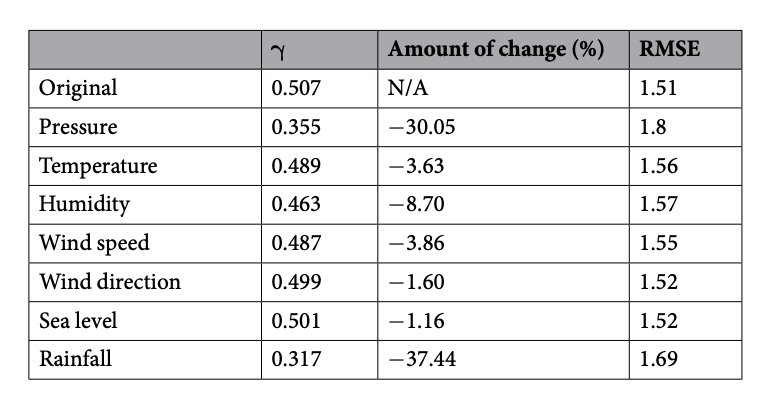 γ Amount of change (%) RMSE
Original 0.507 N/A 1.51
Pressure 0.355 −30.05 1.8
Temperature 0.489 −3.63 1.56
Humidity 0.463 −8.70 1.57
Wind speed 0.487 −3.86 1.55
Wind direction 0.499 −1.60 1.52
Sea level 0.501 −1.16 1.52
Rainfall 0.317 −37.44 1.69